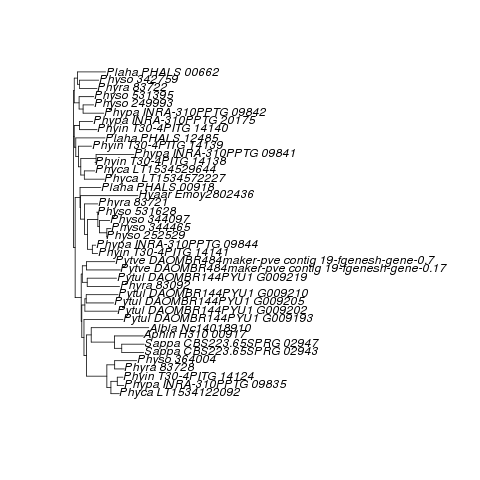 Plaha PHALS 00662
Physo 342759
Phyra 83722
Physo 531395
Physo 249993
Phypa INRA-310PPTG 09842
Phypa INRA-310PPTG 20175
Phyin T30-4PITG 14140
Plaha PHALS 12485
Phyin T30-4PITG 14139
Phypa INRA-310PPTG 09841
Phyin T30-4PITG 14138
Phyca LT1534529644
Phyca LT1534572227
Plaha PHALS 00918
Hyaar Emoy2802436
Phyra 83721
Physo 531628
Physo 344097
Physo 344465
Physo 252529
Phypa INRA-310PPTG 09844
Phyin T30-4PITG 14141
Pytve DAOMBR484maker-pve contig 19-fgenesh-gene-0.7
Pytve DAOMBR484maker-pve contig 19-fgenesh-gene-0.17
Pytul DAOMBR144PYU1 G009219
Phyra 83092
Pytul DAOMBR144PYU1 G009210
Pytul DAOMBR144PYU1 G009205
Pytul DAOMBR144PYU1 G009202
Pytul DAOMBR144PYU1 G009193
Albla Nc14018910
Aphin H310 00917
Sappa CBS223.65SPRG 02947
Sappa CBS223.65SPRG 02943
Physo 364004
Phyra 83728
Phyin T30-4PITG 14124
Phypa INRA-310PPTG 09835
Phyca LT1534122092